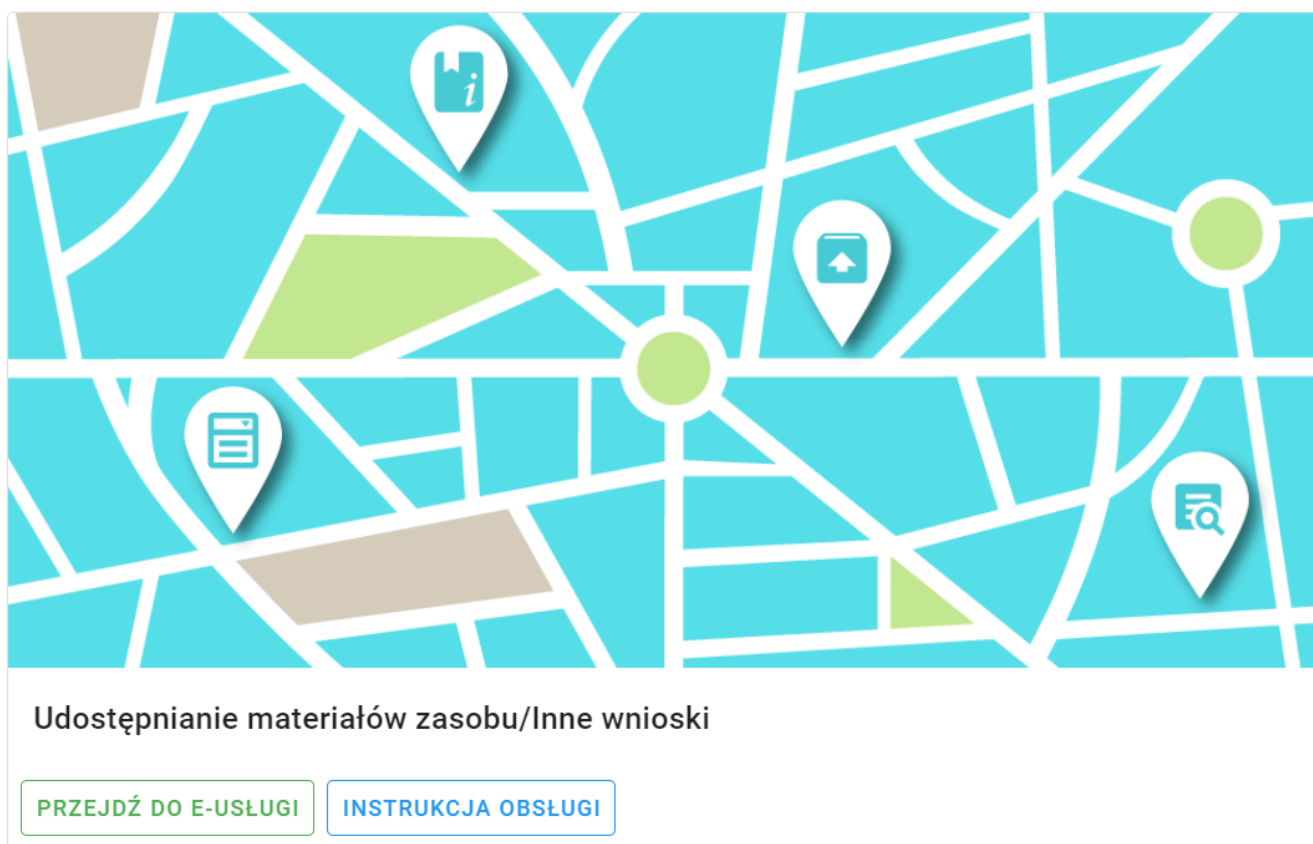 i
Udostępnianie materiałów zasobu/Inne wnioski
PRZEJDŹ DO E-USŁUGI
INSTRUKCJA OBSŁUGI